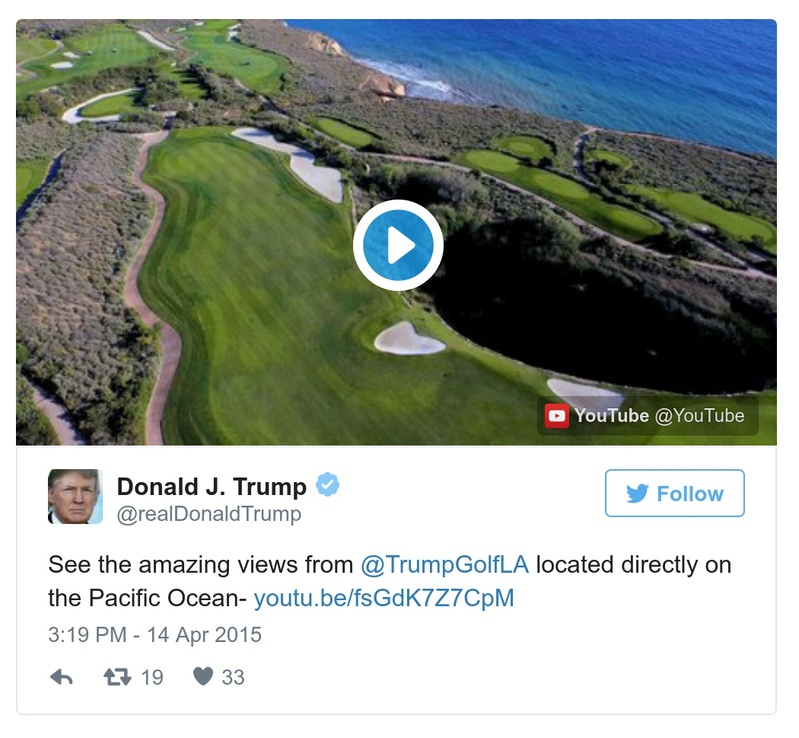 YouTube @YouTube
Donald J. Trump
@realDonaldTrump
Follow
See the amazing views from @TrumpGolfLA located directly on
the Pacific Ocean- youtu.be/fsGdK7Z7CpM
3:19 PM - 14 Apr 2015
19 33